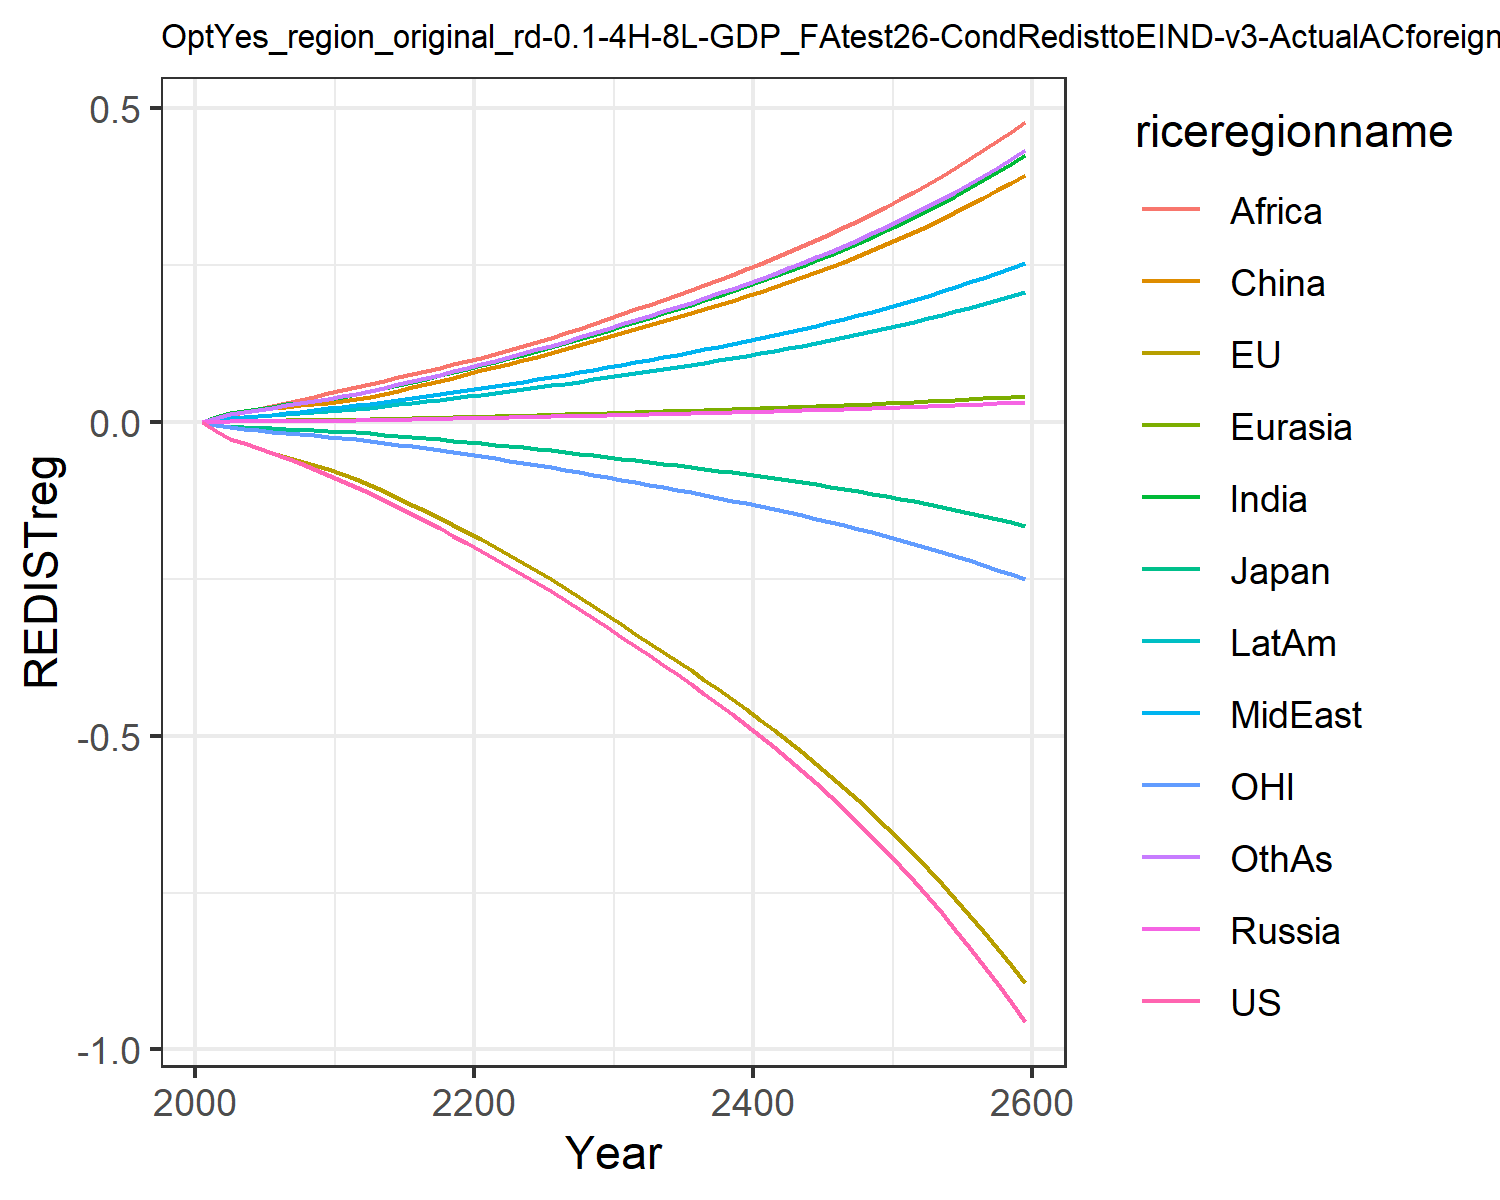 OptYes_region_original_rd-0.1-4H-8L-GDP_FAtest26-CondRedisttoEIND-v3-ActualACforeign
0.5
0.0
-0.5
-1.0
REDISTreg
2000 2200 2400 2600
Year
riceregionname
Africa
China
EU
Eurasia
India
Japan
LatAm
MidEast
OHI
OthAs
Russia
US